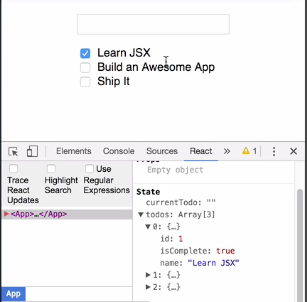 Learn JSX
Build an Awesome App
Ship It
Elements Console Sources React » 1
Trace React Updates
Highlight Search
Use Regular Expressions
<App>…</App>
Props
Empty object
State
currentTodo: ""
todos: Array[3]
0: {…}
id: 1
isComplete: true
name: "Learn JSX"
1: {…}
2: {…}
App